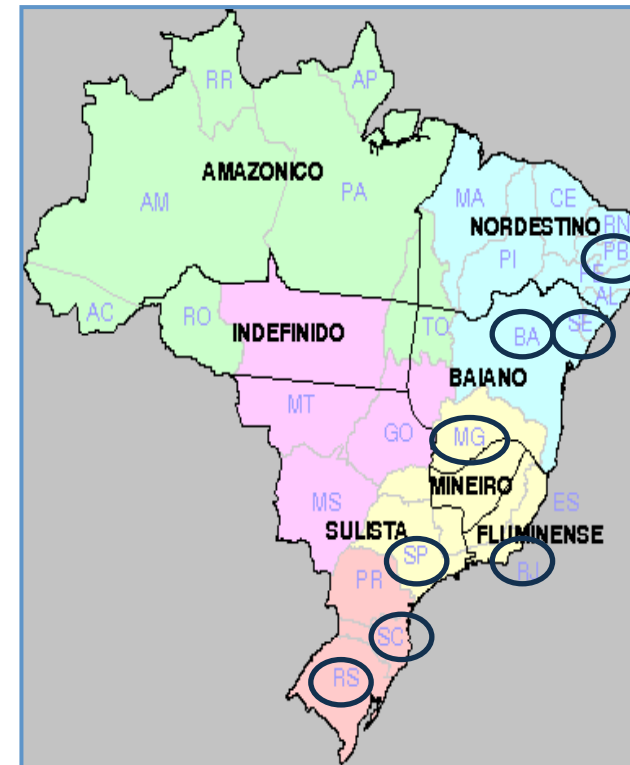 RR
AP
AMAZONICO
AM
PA
MA
CE
NORDESTINO
RN
PB
PI
PE
AL
AC
RO
INDEFINIDO
TO
BA
SE
BAIANO
MT
GO
MG
MINEIRO
MS
ES
SULISTA
FLUMINENSE
SP
RJ
PR
SC
RS